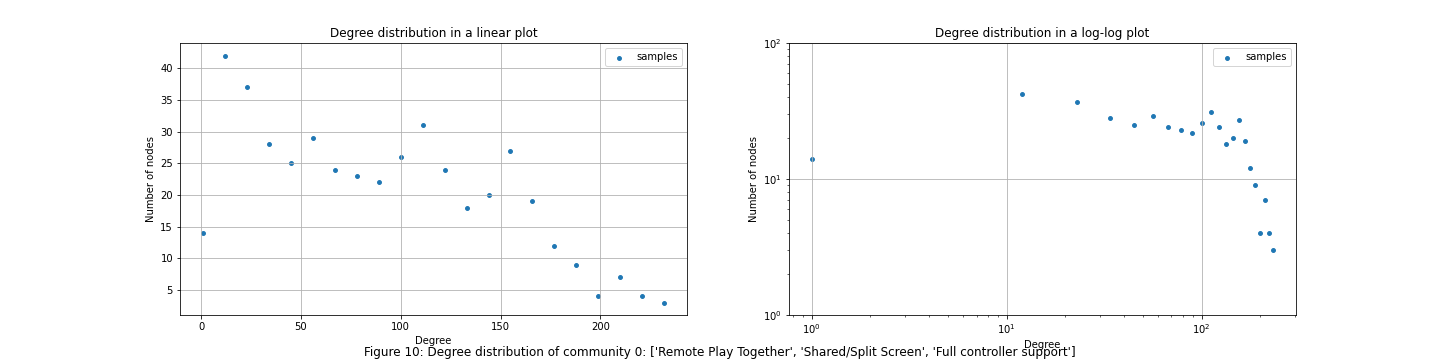 Degree distribution in a linear plot
samples
Number of nodes
40
35
30
25
20
15
10
5
0
50
100
150
200
Degree
Degree distribution in a log-log plot
samples
Number of nodes
10²
10¹
10⁰
10⁰
10¹
10²
Degree
Figure 10: Degree distribution of community 0: ['Remote Play Together', 'Shared/Split Screen', 'Full controller support']